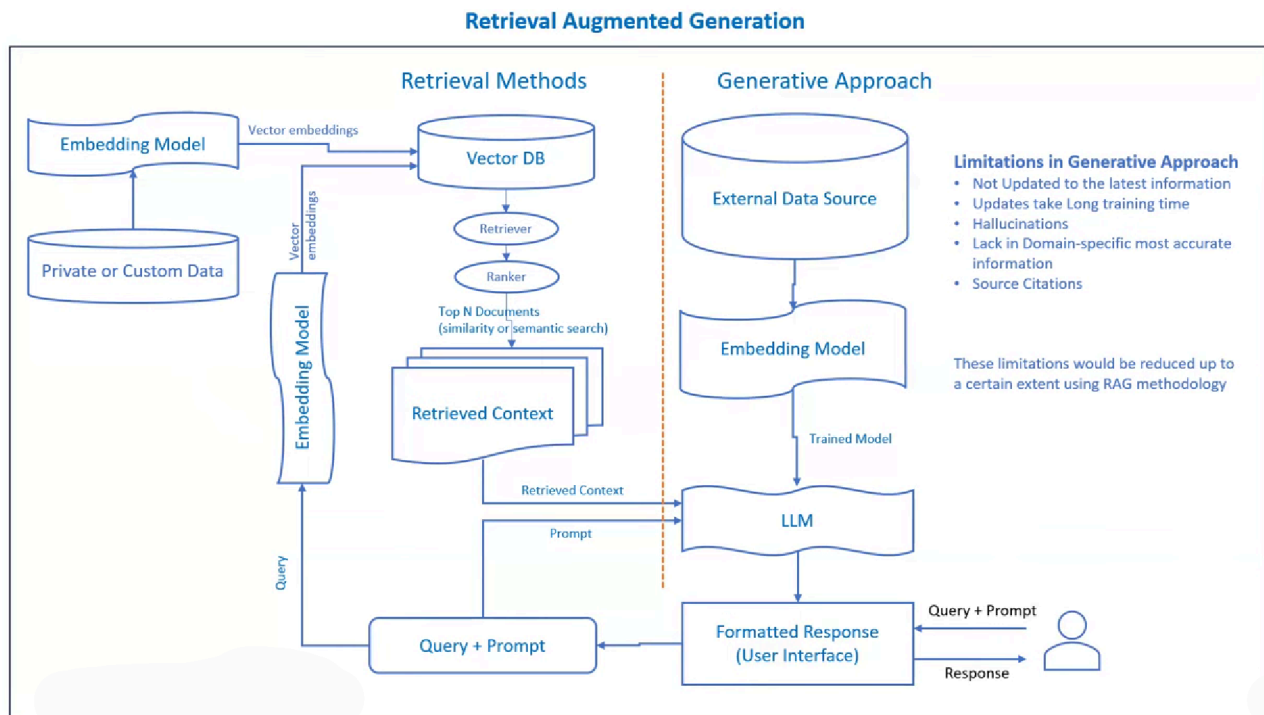 Retrieval Augmented Generation
Retrieval Methods
Generative Approach
Embedding Model
Vector embeddings
Vector DB
Private or Custom Data
Vector
embeddings
Embedding Model
Retriever
Ranker
Top N Documents
(similarity or semantic search)
Retrieved Context
External Data Source
Embedding Model
Trained Model
Limitations in Generative Approach
• Not Updated to the latest information
• Updates take Long training time
• Hallucinations
• Lack in Domain-specific most accurate
information
• Source Citations
These limitations would be reduced up to
a certain extent using RAG methodology
Retrieved Context
Prompt
LLM
Query
Query + Prompt
Formatted Response
(User Interface)
Query + Prompt
Response